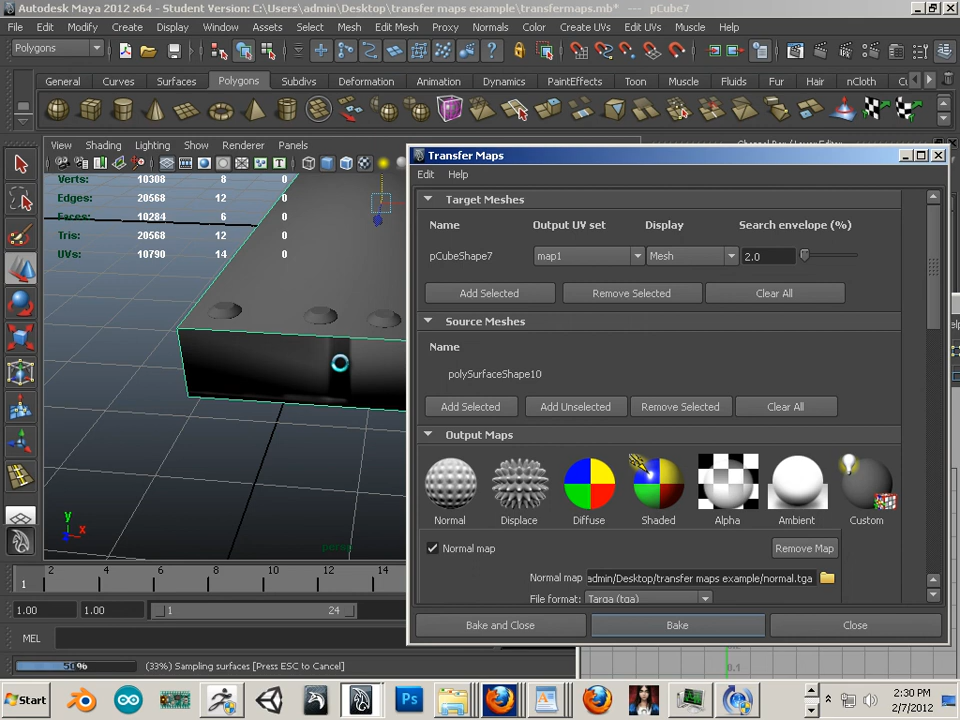 Autodesk Maya 2012 x64 - Student Version: C:\Users\admin\Desktop\transfer maps example\transfermaps.mb* --- pCube7
File Edit Modify Create Display Window Assets Select Mesh Edit Mesh Proxy Normals Color Create UVs Edit UVs Muscle Help
Polygons
General Curves Surfaces Polygons Subdivs Deformation Animation Dynamics PaintEffects Toon Muscle Fluids Fur Hair nCloth
View Shading Lighting Show Renderer Panels
Verts: 10308 8 0
Edges: 20568 12 0
Faces: 10284 6 0
Tris: 20568 12 0
UVs: 10790 14 0
y
x
persp
Transfer Maps
Edit Help
Target Meshes
Name Output UV set Display Search envelope (%)
pCubeShape7 map1 Mesh 2.0
Add Selected Remove Selected Clear All
Source Meshes
Name
polySurfaceShape10
Add Selected Add Unselected Remove Selected Clear All
Output Maps
Normal Displace Diffuse Shaded Alpha Ambient Custom
Normal map Remove Map
Normal map admin/Desktop/transfer maps example/normal.tga
File format: Targa (tga)
Bake and Close Bake Close
2 4 6 8 10 12 14
1
1.00 1.00 1 24
MEL
50% (33%) Sampling surfaces [Press ESC to Cancel]
0.1
Start Ps 2:30 PM
2/7/2012